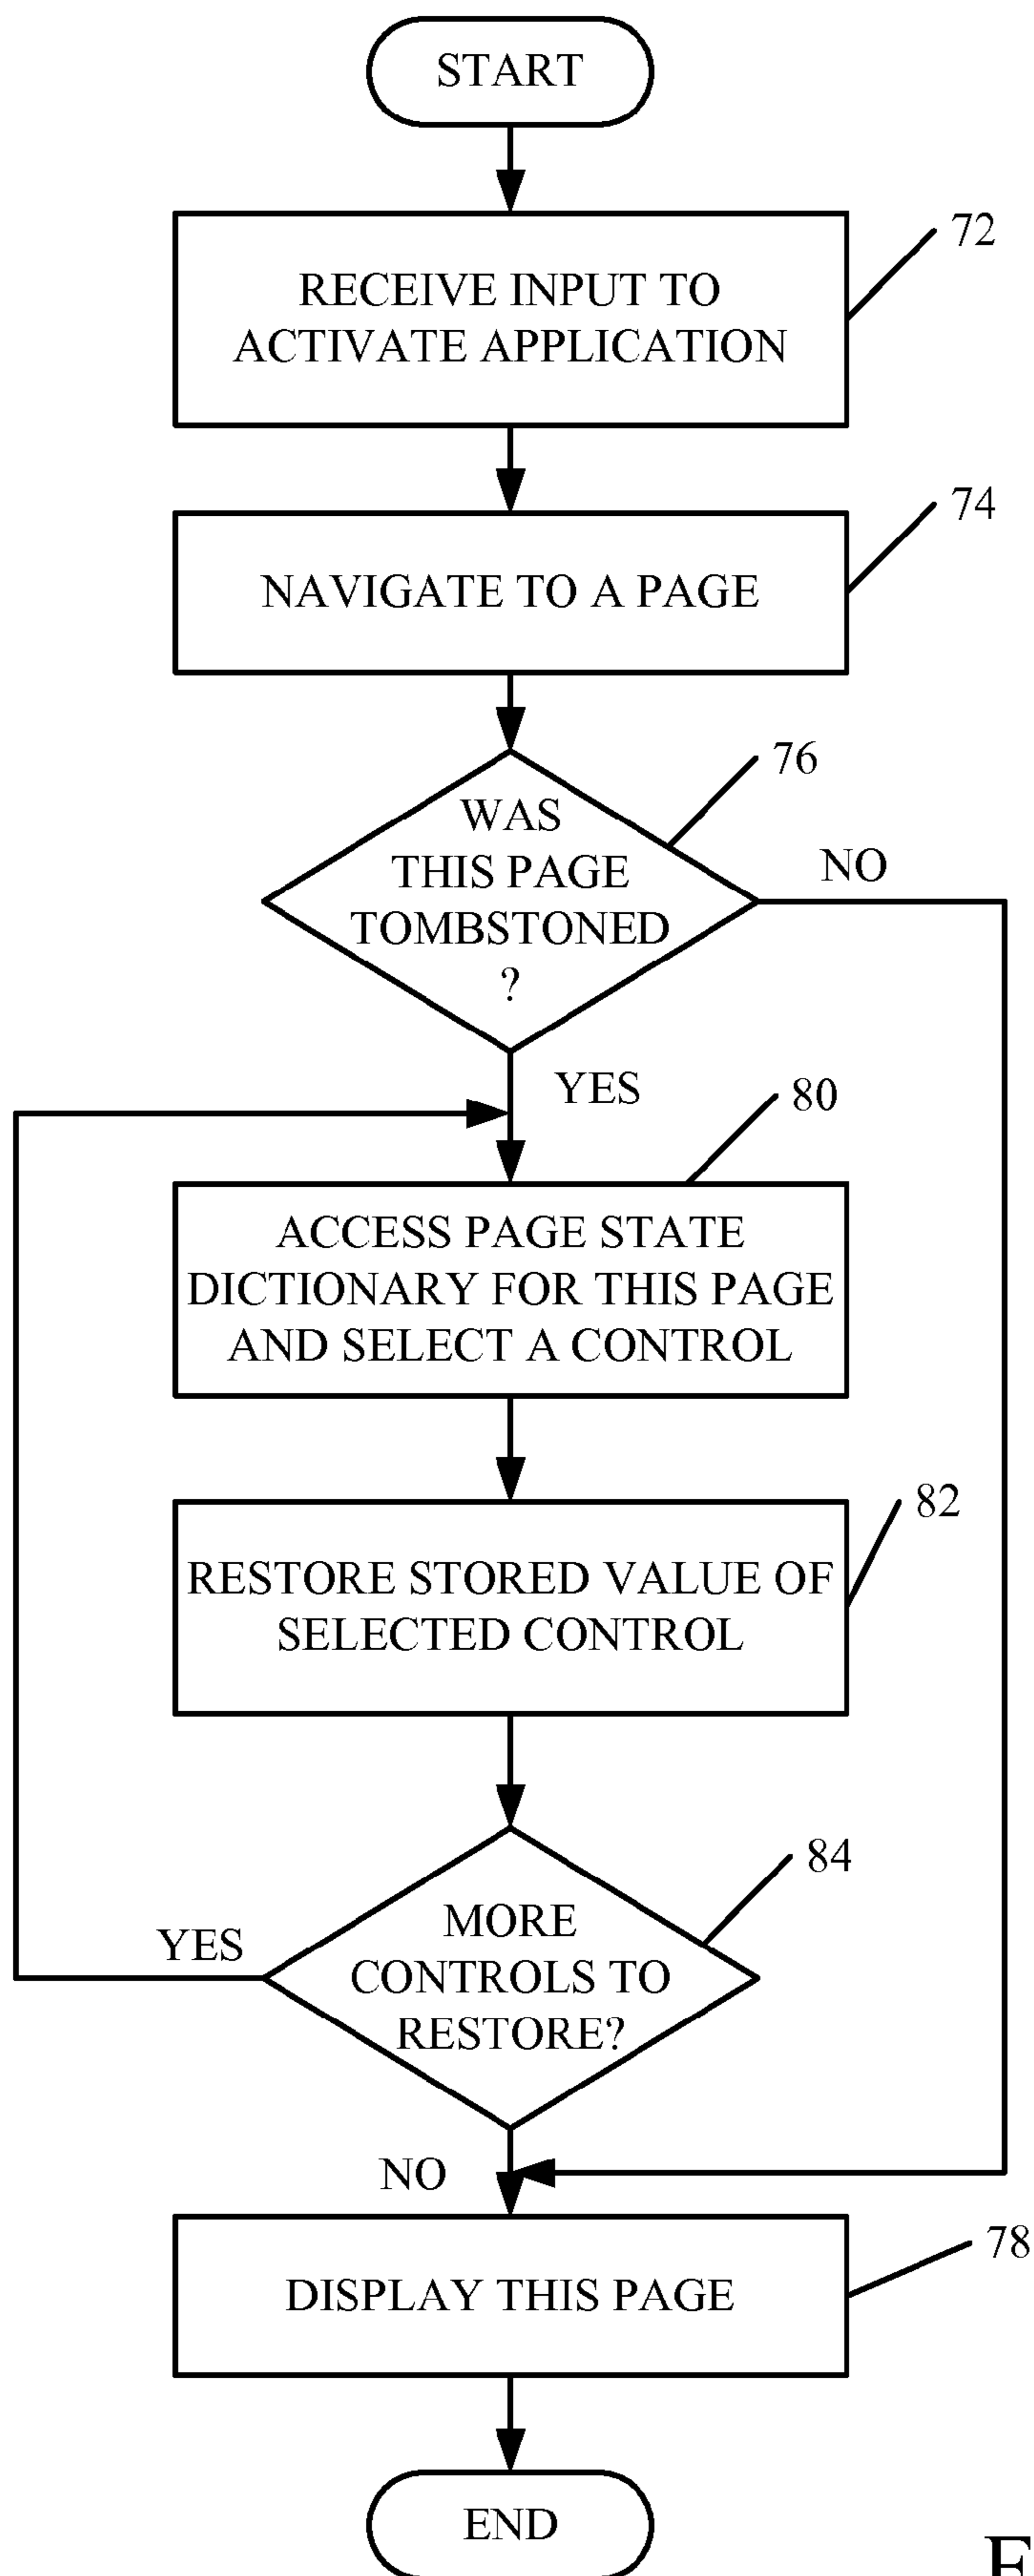 START
72
RECEIVE INPUT TO
ACTIVATE APPLICATION
74
NAVIGATE TO A PAGE
76
WAS
THIS PAGE
TOMBSTONED
?
NO
YES
80
ACCESS PAGE STATE
DICTIONARY FOR THIS PAGE
AND SELECT A CONTROL
82
RESTORE STORED VALUE OF
SELECTED CONTROL
84
MORE
CONTROLS TO
RESTORE?
YES
NO
78
DISPLAY THIS PAGE
END